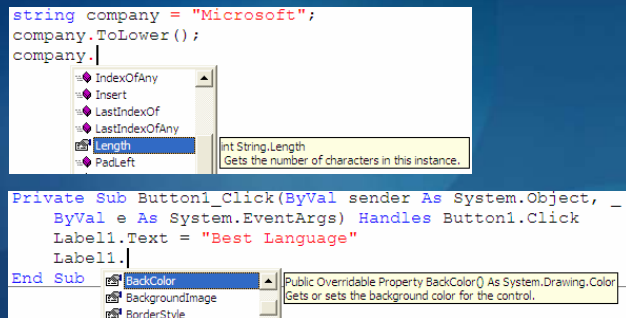 string company = "Microsoft";
company.ToLower();
company.
IndexOfAny
Insert
LastIndexOf
LastIndexOfAny
Length
int String.Length
Gets the number of characters in this instance.
PadLeft
Private Sub Button1_Click(ByVal sender As System.Object, _
ByVal e As System.EventArgs) Handles Button1.Click
Label1.Text = "Best Language"
Label1.
End Sub
BackColor
Public Overridable Property BackColor() As System.Drawing.Color
Gets or sets the background color for the control.
BackgroundImage
BorderStyle